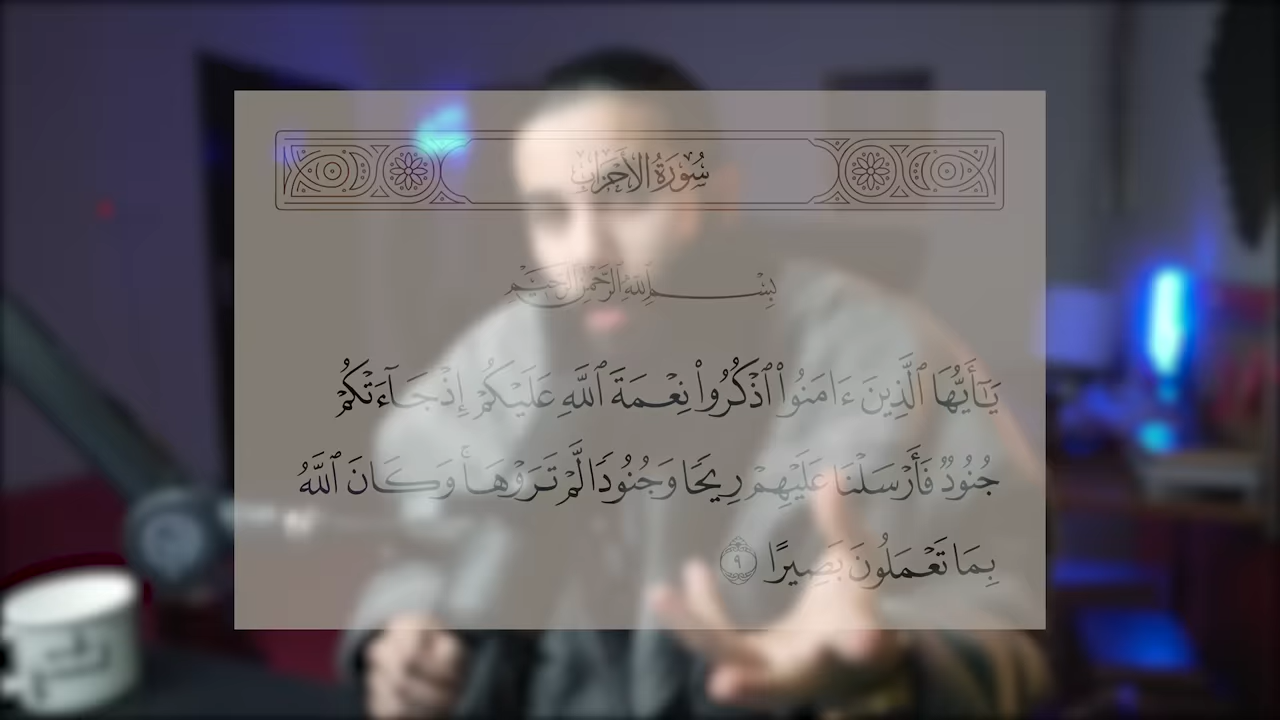 سُورَةُ الأَحْزَابِ
بِسْمِ ٱللَّهِ ٱلرَّحْمَٰنِ ٱلرَّحِيمِ
يَٰٓأَيُّهَا ٱلَّذِينَ ءَامَنُوا۟ ٱذْكُرُوا۟ نِعْمَةَ ٱللَّهِ عَلَيْكُمْ إِذْ جَآءَتْكُمْ
جُنُودٌ فَأَرْسَلْنَا عَلَيْهِمْ رِيحًا وَجُنُودًا لَّمْ تَرَوْهَا ۚ وَكَانَ ٱللَّهُ
بِمَا تَعْمَلُونَ بَصِيرًا ٩